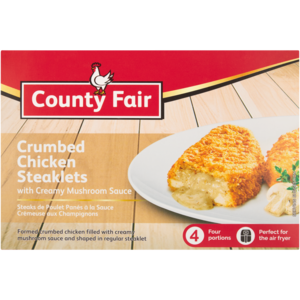 County Fair
Crumbed
Chicken
Steaklets
with Creamy Mushroom Sauce
Steaks de Poulet Panés à la Sauce
Crémeuse aux Champignons
Formed crumbed chicken filled with creamy
mushroom sauce and shaped in regular steaklet
4
Four
portions
Perfect for
the air fryer